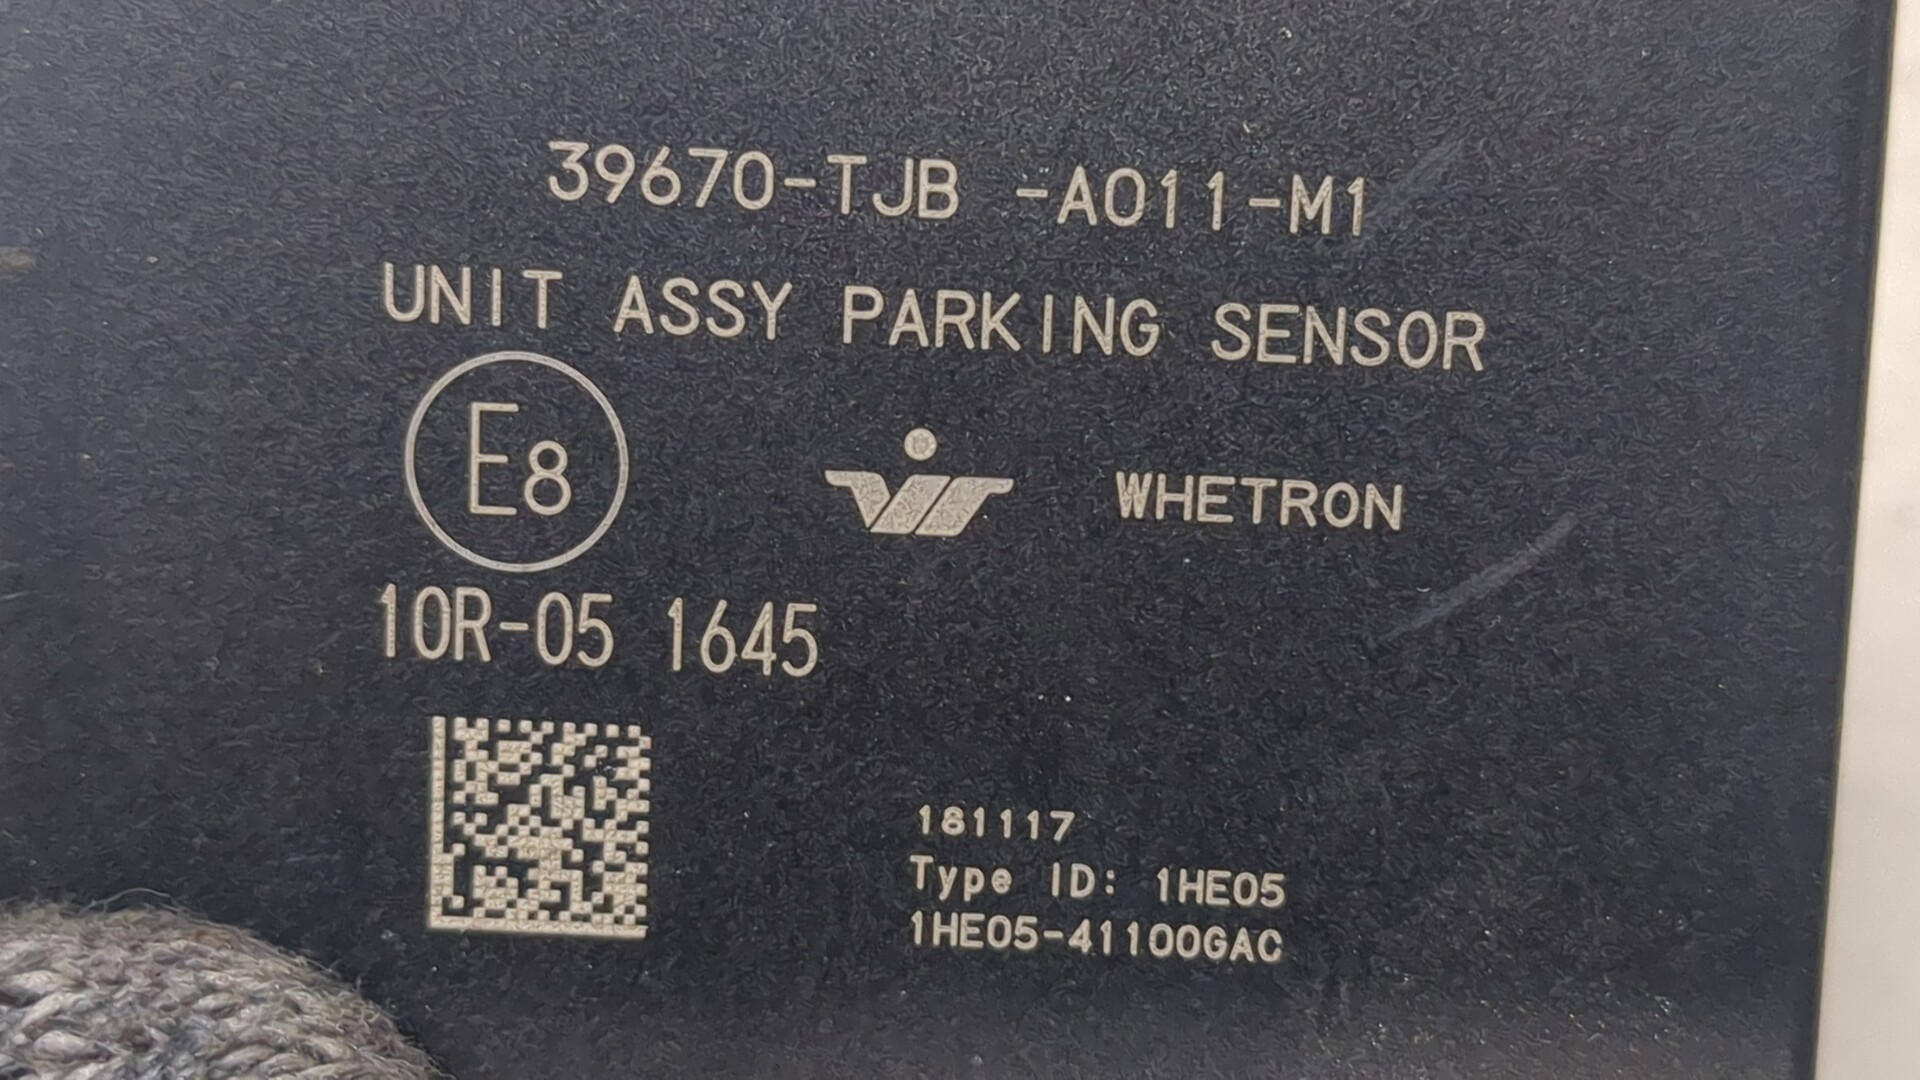 39670-TJB -A011-M1
UNIT ASSY PARKING SENSOR
E8
WHETRON
10R-05 1645
181117
Type ID: 1HE05
1HE05-41100GAC